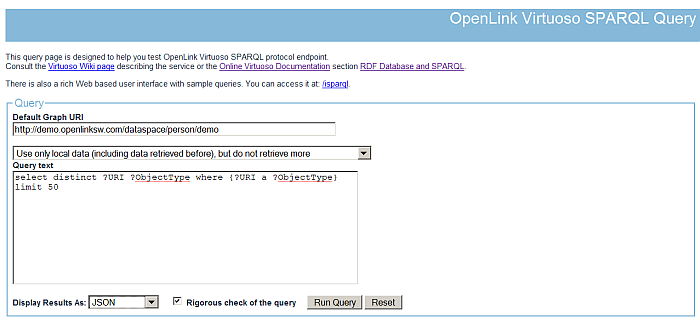 OpenLink Virtuoso SPARQL Query
This query page is designed to help you test OpenLink Virtuoso SPARQL protocol endpoint.
Consult the Virtuoso Wiki page describing the service or the Online Virtuoso Documentation section RDF Database and SPARQL.
There is also a rich Web based user interface with sample queries. You can access it at: /isparql.
Query
Default Graph URI
http://demo.openlinksw.com/dataspace/person/demo
Use only local data (including data retrieved before), but do not retrieve more
Query text
select distinct ?URI ?ObjectType where {?URI a ?ObjectType}
limit 50
Display Results As: JSON Rigorous check of the query Run Query Reset